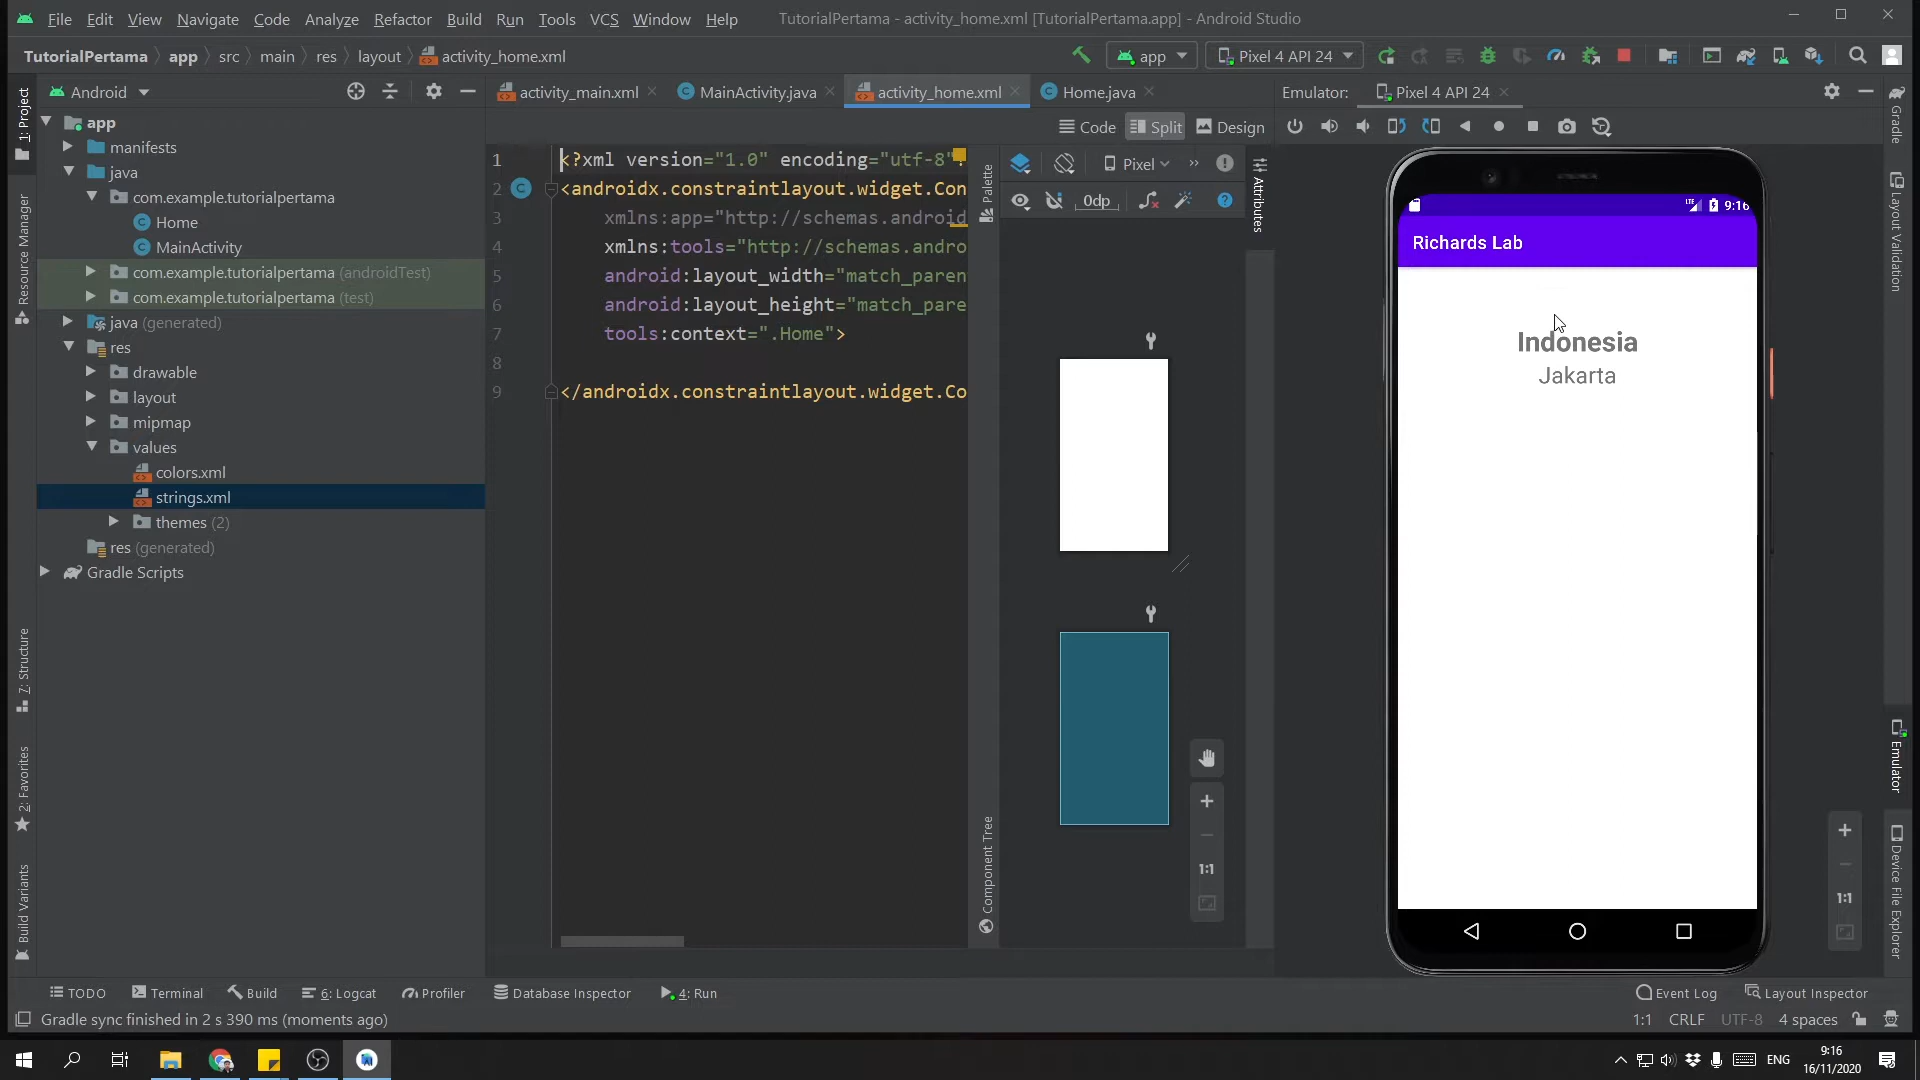 File Edit View Navigate Code Analyze Refactor Build Run Tools VCS Window Help TutorialPertama - activity_home.xml [TutorialPertama.app] - Android Studio
TutorialPertama app src main res layout activity_home.xml app Pixel 4 API 24
Android activity_main.xml MainActivity.java activity_home.xml Home.java Emulator: Pixel 4 API 24
Code Split Design
1: Project
Resource Manager
7: Structure
2: Favorites
Build Variants
app
manifests
java
com.example.tutorialpertama
Home
MainActivity
com.example.tutorialpertama (androidTest)
com.example.tutorialpertama (test)
java (generated)
res
drawable
layout
mipmap
values
colors.xml
strings.xml
themes (2)
res (generated)
Gradle Scripts
1 <?xml version="1.0" encoding="utf-8"?
2 <androidx.constraintlayout.widget.Con
3 xmlns:app="http://schemas.android
4 xmlns:tools="http://schemas.andro
5 android:layout_width="match_paren
6 android:layout_height="match_pare
7 tools:context=".Home">
8
9 </androidx.constraintlayout.widget.Co
Palette
Component Tree
Pixel
0dp
Attributes
1:1
LTE 9:16
Richards Lab
Indonesia
Jakarta
1:1
Gradle
Layout Validation
Emulator
Device File Explorer
TODO Terminal Build 6: Logcat Profiler Database Inspector 4: Run Event Log Layout Inspector
Gradle sync finished in 2 s 390 ms (moments ago) 1:1 CRLF UTF-8 4 spaces
ENG 9:16
16/11/2020